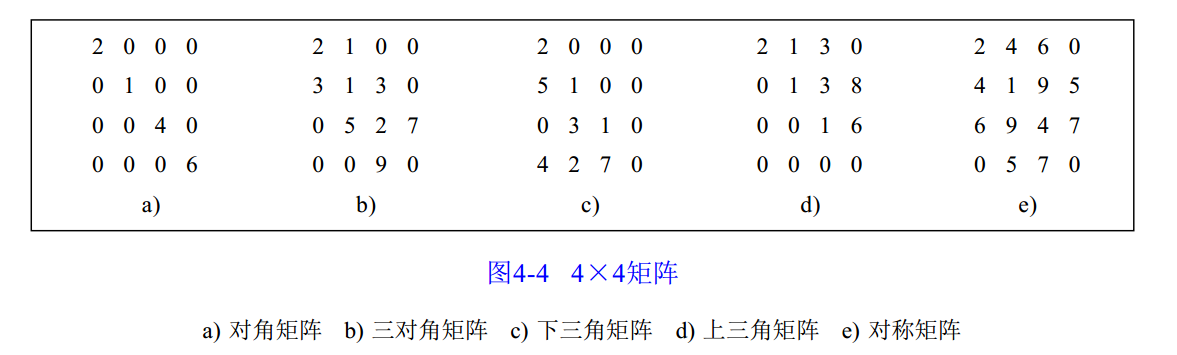 2 0 0 0 2 1 0 0 2 0 0 0 2 1 3 0 2 4 6 0
0 1 0 0 3 1 3 0 5 1 0 0 0 1 3 8 4 1 9 5
0 0 4 0 0 5 2 7 0 3 1 0 0 0 1 6 6 9 4 7
0 0 0 6 0 0 9 0 4 2 7 0 0 0 0 0 0 5 7 0
a) b) c) d) e)
图4-4 4×4矩阵
a) 对角矩阵 b) 三对角矩阵 c) 下三角矩阵 d) 上三角矩阵 e) 对称矩阵